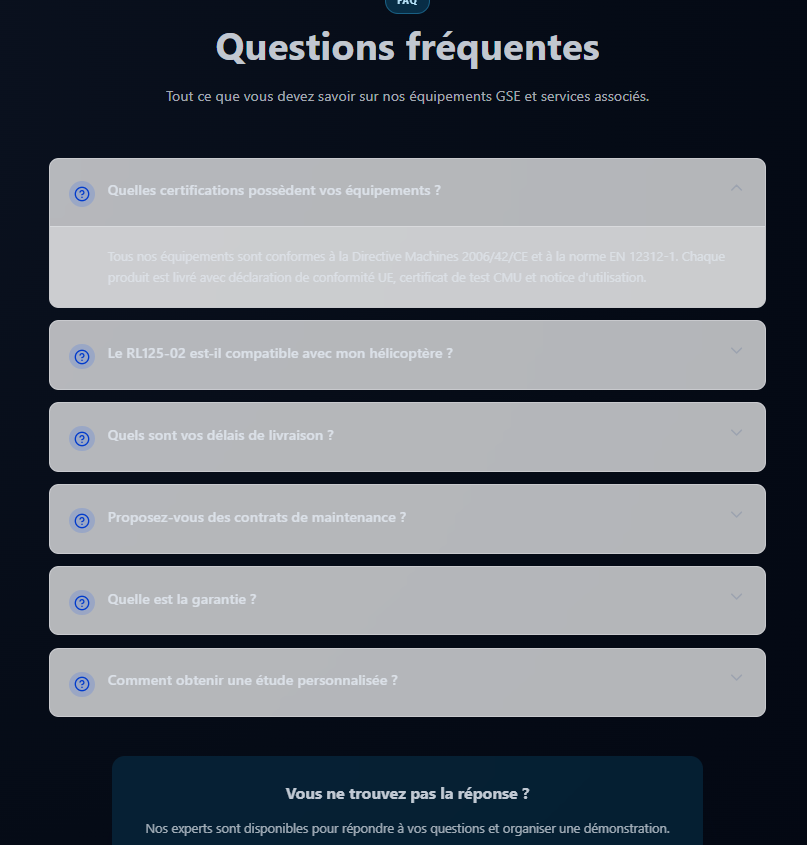 FAQ
Questions fréquentes
Tout ce que vous devez savoir sur nos équipements GSE et services associés.
Quelles certifications possèdent vos équipements ?
Tous nos équipements sont conformes à la Directive Machines 2006/42/CE et à la norme EN 12312-1. Chaque
produit est livré avec déclaration de conformité UE, certificat de test CMU et notice d'utilisation.
Le RL125-02 est-il compatible avec mon hélicoptère ?
Quels sont vos délais de livraison ?
Proposez-vous des contrats de maintenance ?
Quelle est la garantie ?
Comment obtenir une étude personnalisée ?
Vous ne trouvez pas la réponse ?
Nos experts sont disponibles pour répondre à vos questions et organiser une démonstration.